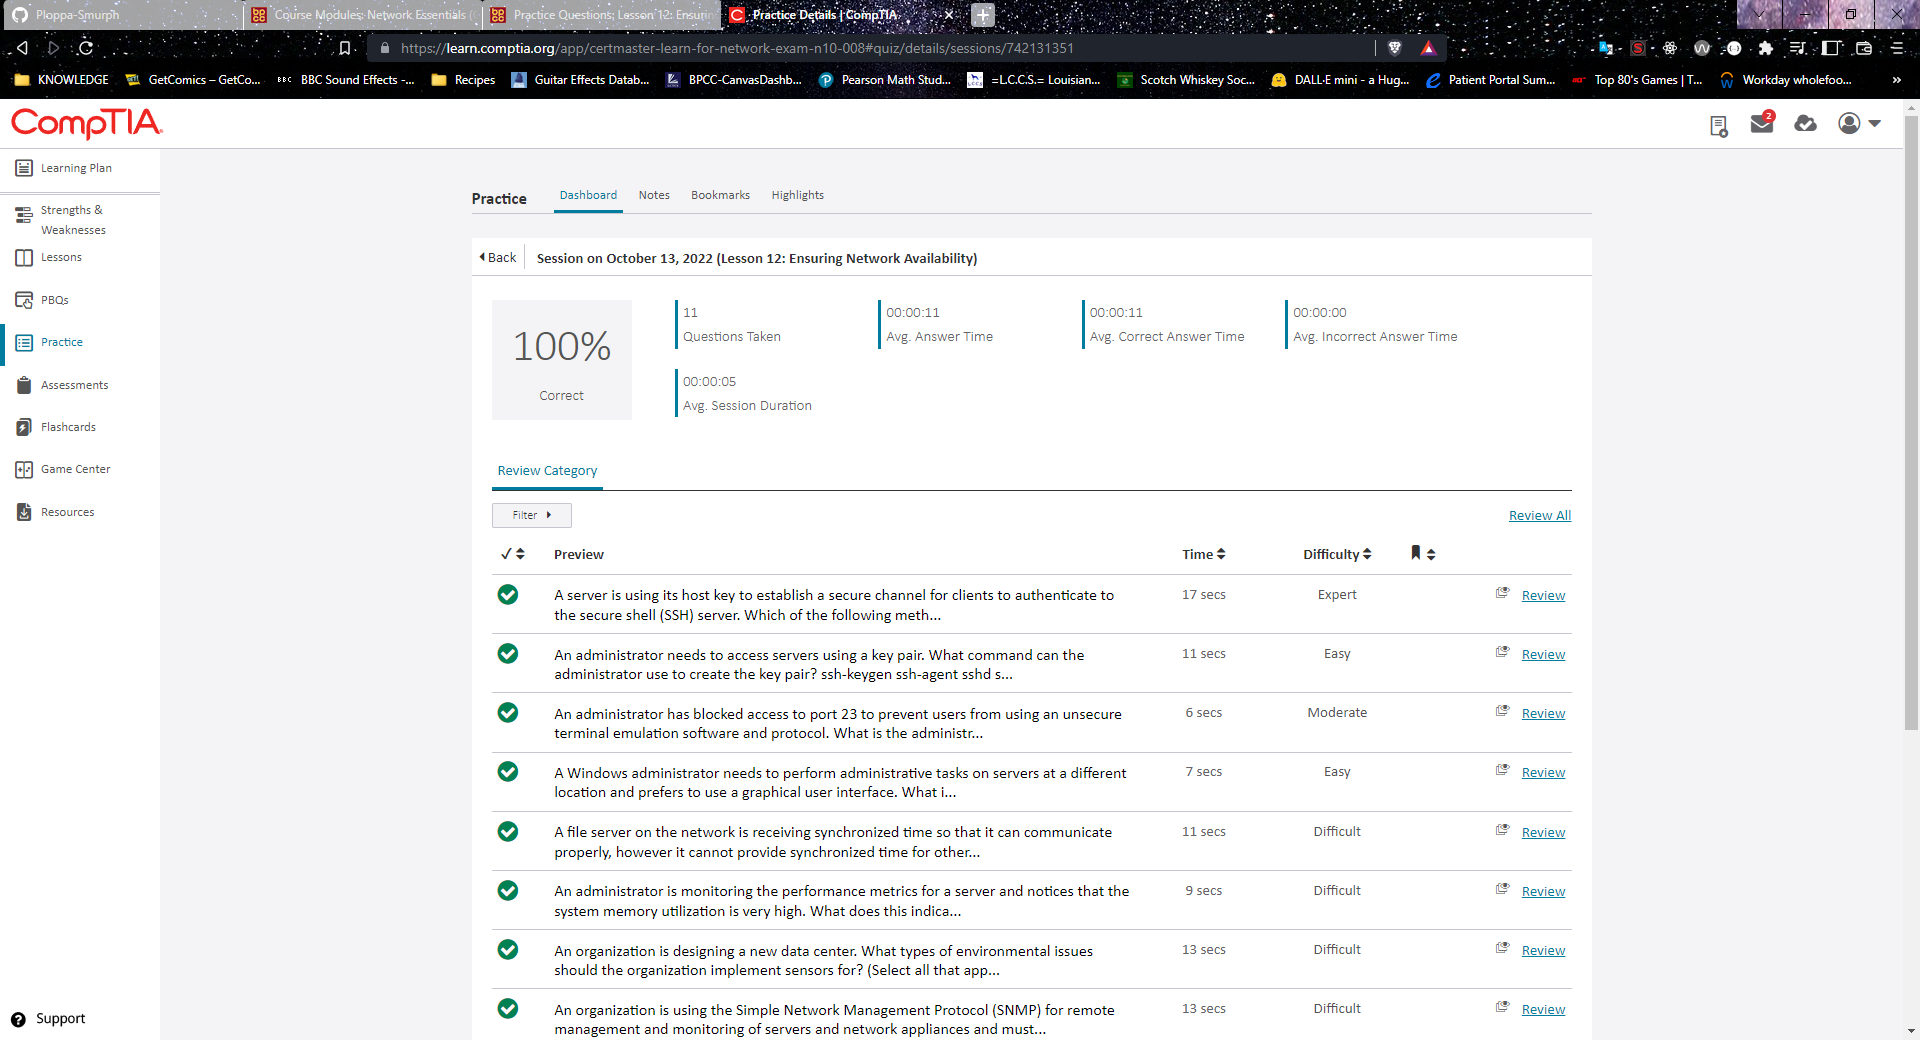 Ploppa-Smurph
Course Modules: Network Essentials
Practice Questions: Lesson 12: Ensurin
Practice Details | CompTIA
https://learn.comptia.org/app/certmaster-learn-for-network-exam-n10-008#quiz/details/sessions/742131351
KNOWLEDGE
GetComics – GetCo...
BBC BBC Sound Effects -...
Recipes
Guitar Effects Datab...
BPCC-CanvasDashb...
Pearson Math Stud...
=L.C.C.S.= Louisian...
Scotch Whiskey Soc...
DALL·E mini - a Hug...
Patient Portal Sum...
Top 80's Games | T...
Workday wholefoo...
»
CompTIA.
2
Learning Plan
Strengths &
Weaknesses
Lessons
PBQs
Practice
Assessments
Flashcards
Game Center
Resources
Support
Practice
Dashboard
Notes
Bookmarks
Highlights
Back
Session on October 13, 2022 (Lesson 12: Ensuring Network Availability)
100%
Correct
11
Questions Taken
00:00:11
Avg. Answer Time
00:00:11
Avg. Correct Answer Time
00:00:00
Avg. Incorrect Answer Time
00:00:05
Avg. Session Duration
Review Category
Filter
Review All
Preview
Time
Difficulty
A server is using its host key to establish a secure channel for clients to authenticate to
the secure shell (SSH) server. Which of the following meth...
17 secs
Expert
Review
An administrator needs to access servers using a key pair. What command can the
administrator use to create the key pair? ssh-keygen ssh-agent sshd s...
11 secs
Easy
Review
An administrator has blocked access to port 23 to prevent users from using an unsecure
terminal emulation software and protocol. What is the administr...
6 secs
Moderate
Review
A Windows administrator needs to perform administrative tasks on servers at a different
location and prefers to use a graphical user interface. What i...
7 secs
Easy
Review
A file server on the network is receiving synchronized time so that it can communicate
properly, however it cannot provide synchronized time for other...
11 secs
Difficult
Review
An administrator is monitoring the performance metrics for a server and notices that the
system memory utilization is very high. What does this indica...
9 secs
Difficult
Review
An organization is designing a new data center. What types of environmental issues
should the organization implement sensors for? (Select all that app...
13 secs
Difficult
Review
An organization is using the Simple Network Management Protocol (SNMP) for remote
management and monitoring of servers and network appliances and must...
13 secs
Difficult
Review